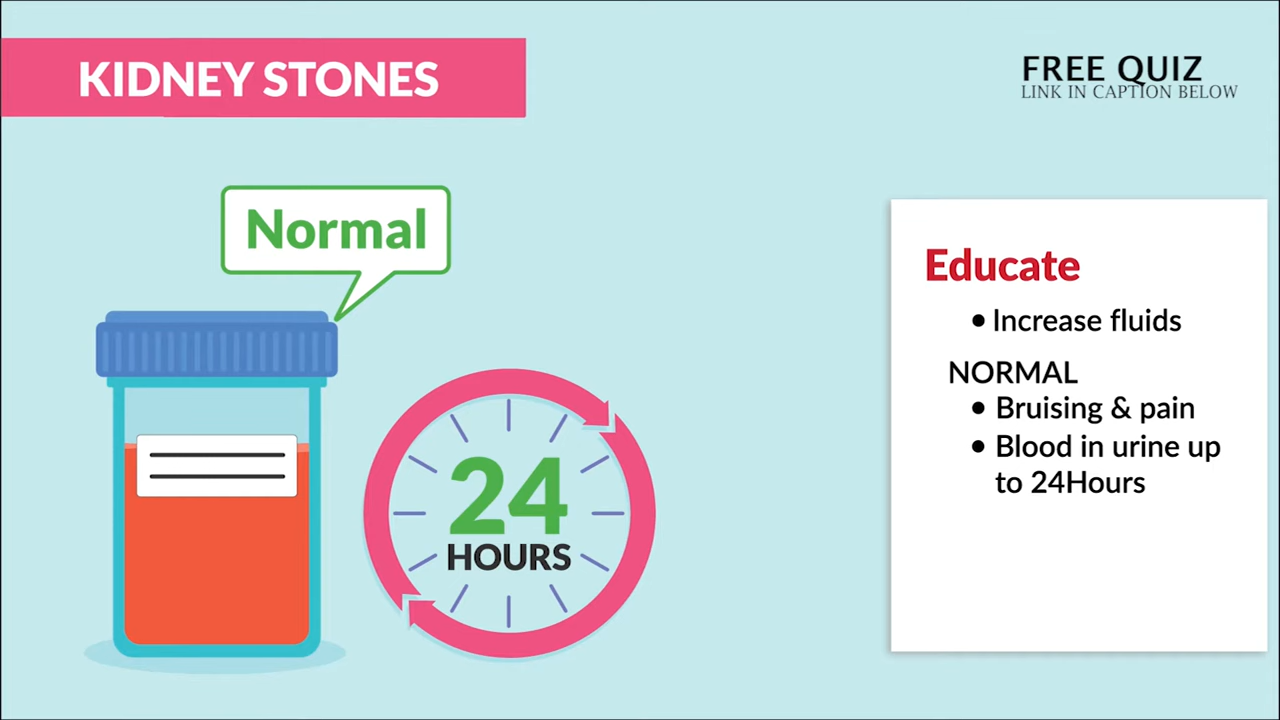 KIDNEY STONES
FREE QUIZ
LINK IN CAPTION BELOW
Normal
24
HOURS
Educate
• Increase fluids
NORMAL
• Bruising & pain
• Blood in urine up
to 24Hours